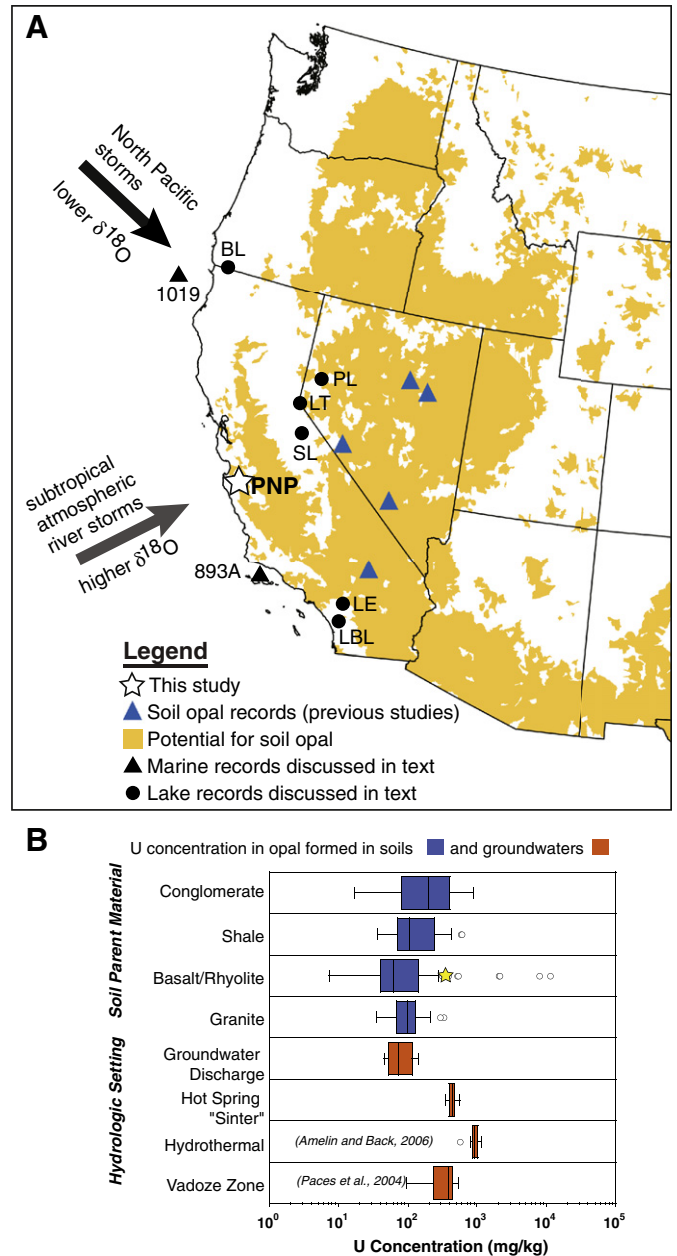 A
North Pacific
storms
lower δ18O
BL
1019
PL
LT
SL
PNP
subtropical
atmospheric
river storms
higher δ18O
893A
LE
LBL
Legend
This study
Soil opal records (previous studies)
Potential for soil opal
Marine records discussed in text
Lake records discussed in text
B
U concentration in opal formed in soils and groundwaters
Soil Parent Material
Conglomerate
Shale
Basalt/Rhyolite
Granite
Hydrologic Setting
Groundwater
Discharge
Hot Spring
"Sinter"
Hydrothermal
(Amelin and Back, 2006)
Vadoze Zone
(Paces et al., 2004)
10^0 10^1 10^2 10^3 10^4 10^5
U Concentration (mg/kg)